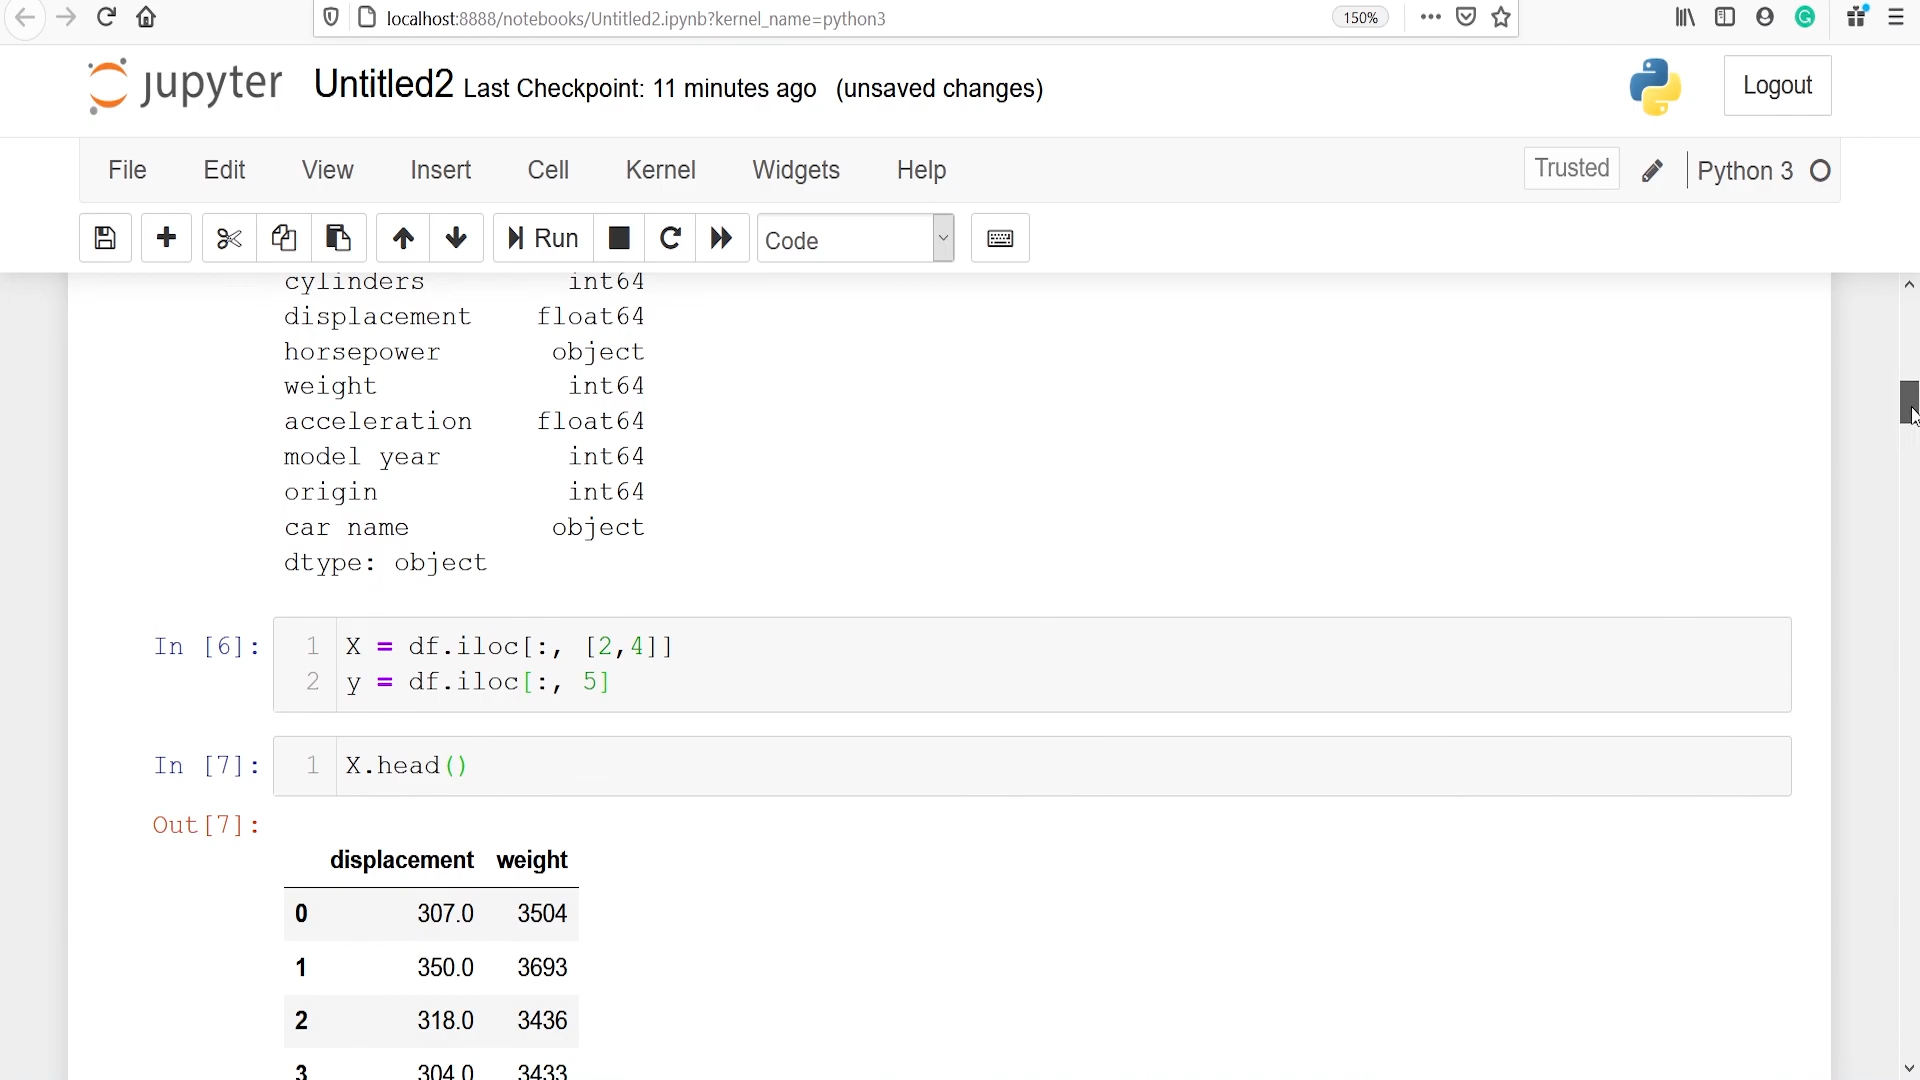 localhost:8888/notebooks/Untitled2.ipynb?kernel_name=python3
150%
jupyter Untitled2 Last Checkpoint: 11 minutes ago (unsaved changes)
Logout
File Edit View Insert Cell Kernel Widgets Help
Trusted
Python 3
Run
Code
cylinders int64
displacement float64
horsepower object
weight int64
acceleration float64
model year int64
origin int64
car name object
dtype: object
In [6]:
1 X = df.iloc[:, [2,4]]
2 y = df.iloc[:, 5]
In [7]:
1 X.head()
Out[7]:
displacement weight
0 307.0 3504
1 350.0 3693
2 318.0 3436
3 304.0 3433